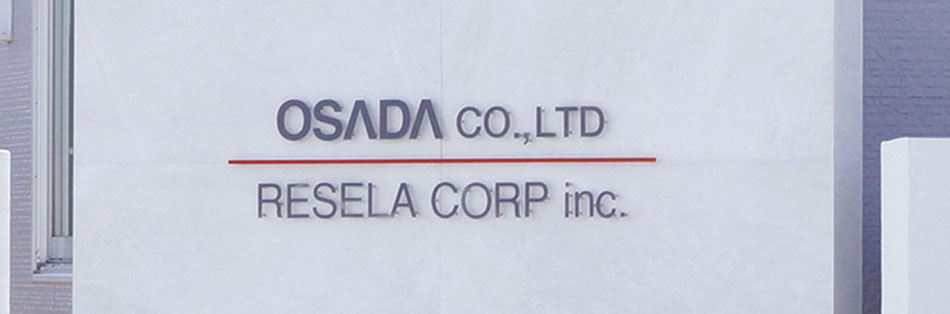 OSADA CO.,LTD
RESELA CORP inc.